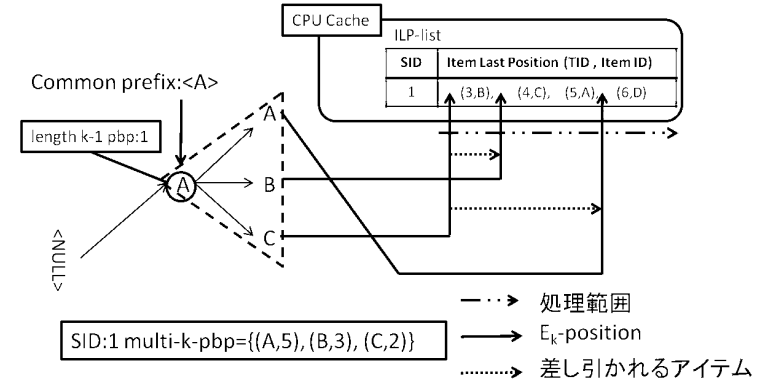 CPU Cache
ILP-list
SID Item Last Position (TID , Item ID)
1 (3,B), (4,C), (5,A), (6,D)
Common prefix:<A>
length k-1 pbp:1
A
A
B
C
<NULL>
処理範囲
Ek-position
差し引かれるアイテム
SID:1 multi-k-pbp={(A,5), (B,3), (C,2)}